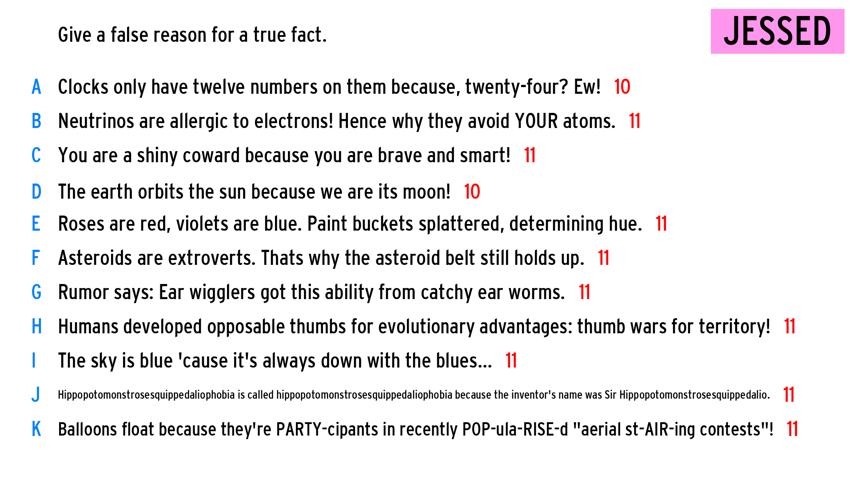 Give a false reason for a true fact.
JESSED
A Clocks only have twelve numbers on them because, twenty-four? Ew! 10
B Neutrinos are allergic to electrons! Hence why they avoid YOUR atoms. 11
C You are a shiny coward because you are brave and smart! 11
D The earth orbits the sun because we are its moon! 10
E Roses are red, violets are blue. Paint buckets splattered, determining hue. 11
F Asteroids are extroverts. Thats why the asteroid belt still holds up. 11
G Rumor says: Ear wigglers got this ability from catchy ear worms. 11
H Humans developed opposable thumbs for evolutionary advantages: thumb wars for territory! 11
I The sky is blue 'cause it's always down with the blues... 11
J Hippopotomonstrosesquippedaliophobia is called hippopotomonstrosesquippedaliophobia because the inventor's name was Sir Hippopotomonstrosesquippedalio. 11
K Balloons float because they're PARTY-cipants in recently POP-ula-RISE-d "aerial st-AIR-ing contests"! 11